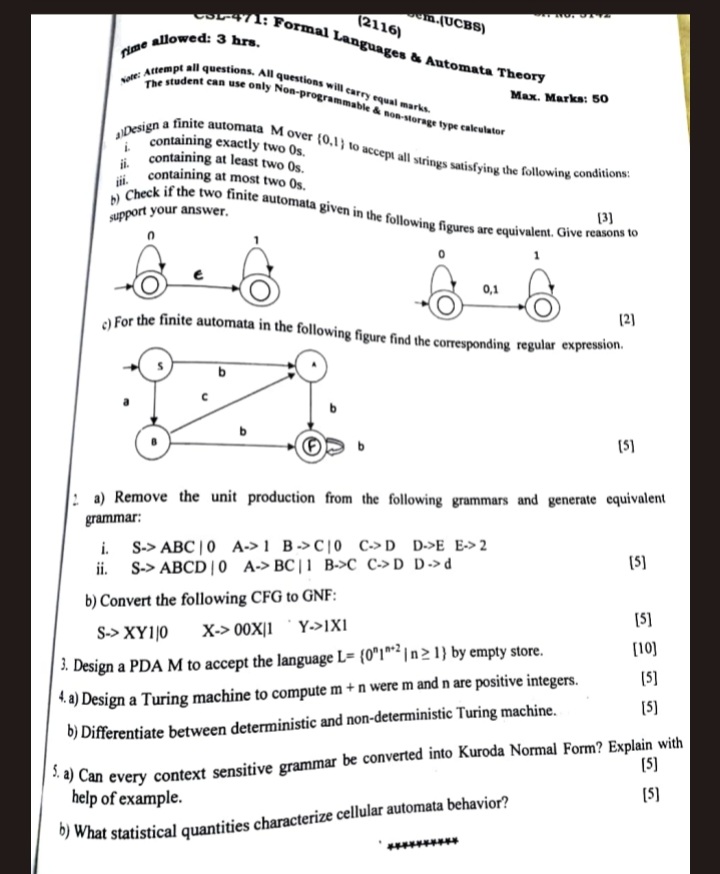 (2116)
CSL-471: Formal Languages & Automata Theory
Time allowed: 3 hrs.
Max. Marks: 50
Note: Attempt all questions. All questions will carry equal marks.
The student can use only Non-programmable & non-storage type calculator
a)Design a finite automata M over {0,1} to accept all strings satisfying the following conditions:
i. containing exactly two 0s.
ii. containing at least two 0s.
iii. containing at most two 0s.
[3]
b) Check if the two finite automata given in the following figures are equivalent. Give reasons to
support your answer.
0 1 0 1
ϵ 0,1
[2]
c) For the finite automata in the following figure find the corresponding regular expression.
S b A
a c b
B b F b
[5]
a) Remove the unit production from the following grammars and generate equivalent
grammar:
i. S-> ABC | 0 A-> 1 B -> C | 0 C-> D D->E E-> 2
ii. S-> ABCD | 0 A-> BC | 1 B->C C-> D D -> d [5]
b) Convert the following CFG to GNF:
S-> XY1|0 X-> 00X|1 Y->1X1 [5]
3. Design a PDA M to accept the language L= {0ⁿ1ⁿ⁺² | n ≥ 1} by empty store. [10]
4. a) Design a Turing machine to compute m + n were m and n are positive integers. [5]
b) Differentiate between deterministic and non-deterministic Turing machine. [5]
5. a) Can every context sensitive grammar be converted into Kuroda Normal Form? Explain with
help of example. [5]
b) What statistical quantities characterize cellular automata behavior? [5]
**********